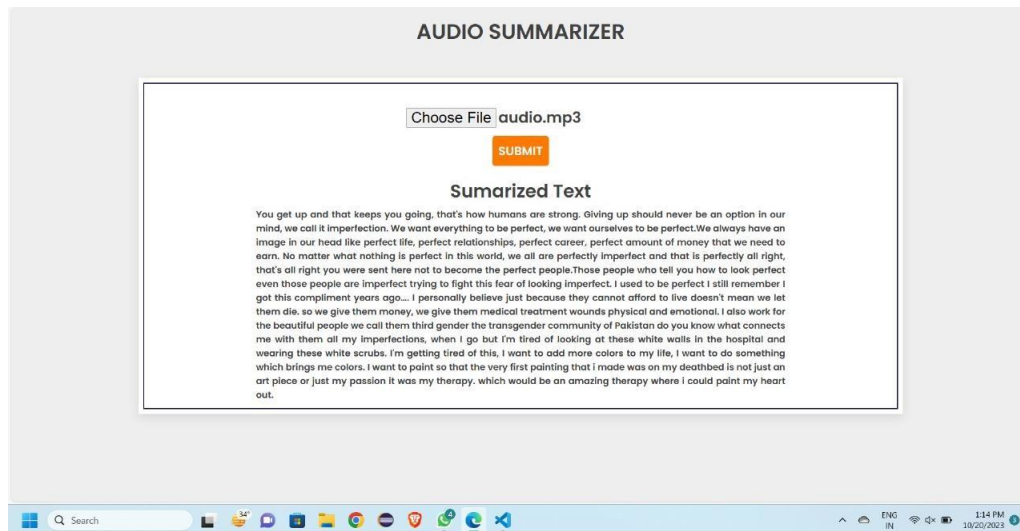 AUDIO SUMMARIZER
Choose File audio.mp3
SUBMIT
Sumarized Text
You get up and that keeps you going, that's how humans are strong. Giving up should never be an option in our
mind, we call it imperfection. We want everything to be perfect, we want ourselves to be perfect.We always have an
image in our head like perfect life, perfect relationships, perfect career, perfect amount of money that we need to
earn. No matter what nothing is perfect in this world, we all are perfectly imperfect and that is perfectly all right,
that's all right you were sent here not to become the perfect people.Those people who tell you how to look perfect
even those people are imperfect trying to fight this fear of looking imperfect. I used to be perfect I still remember I
got this compliment years ago.... I personally believe just because they cannot afford to live doesn't mean we let
them die. so we give them money, we give them medical treatment wounds physical and emotional. I also work for
the beautiful people we call them third gender the transgender community of Pakistan do you know what connects
me with them all my imperfections, when I go but I'm tired of looking at these white walls in the hospital and
wearing these white scrubs. I'm getting tired of this, I want to add more colors to my life, I want to do something
which brings me colors. I want to paint so that the very first painting that i made was on my deathbed is not just an
art piece or just my passion it was my therapy. which would be an amazing therapy where i could paint my heart
out.
Search
34°
4
ENG
IN
1:14 PM
10/20/2023
3